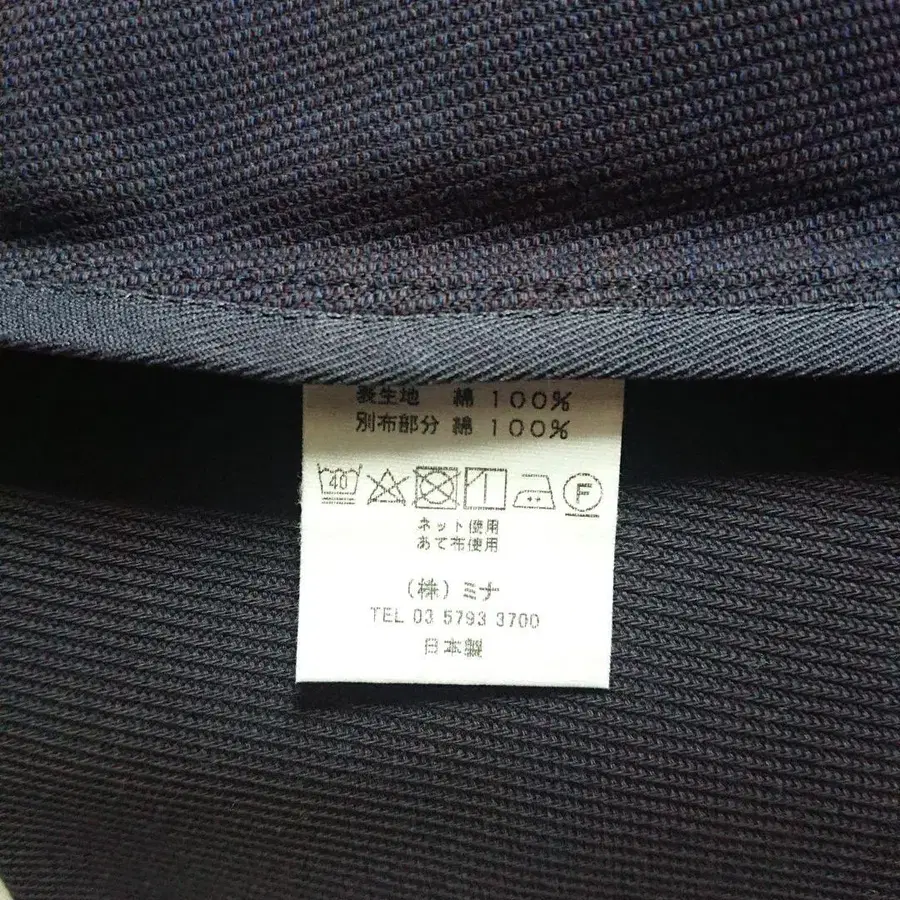 表生地 綿 100%
別布部分 綿 100%
40 F
ネット使用
あて布使用
(株)ミナ
TEL 03 5793 3700
日本製